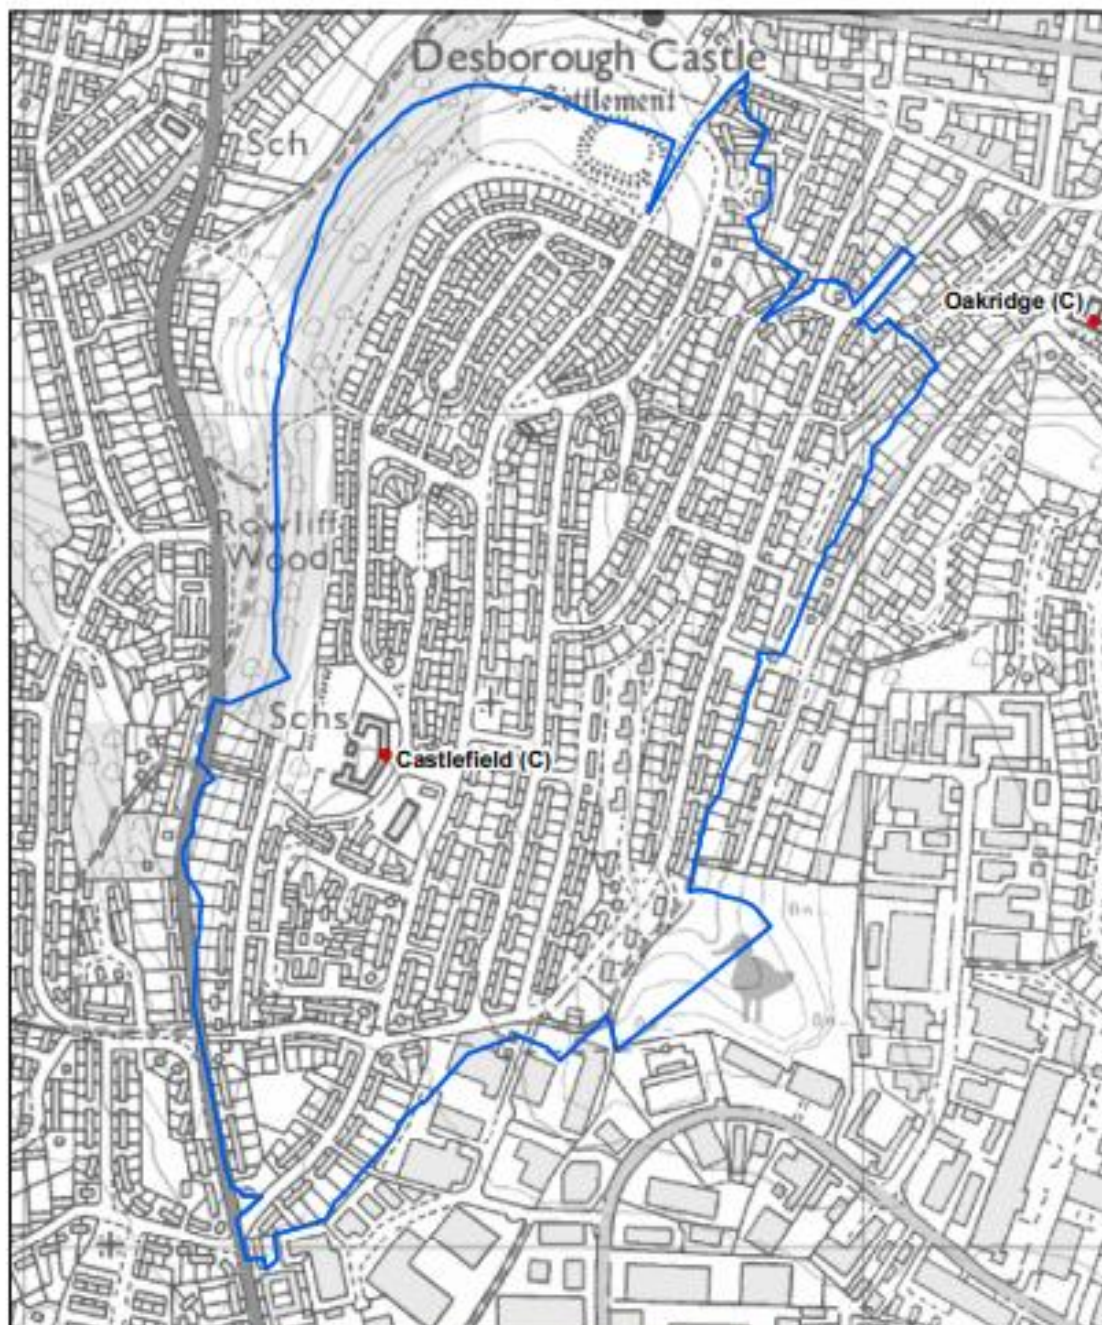 Desborough Castle
Settlement
Sch
Oakridge (C)
Rowliff
Wood
Schs
Castlefield (C)